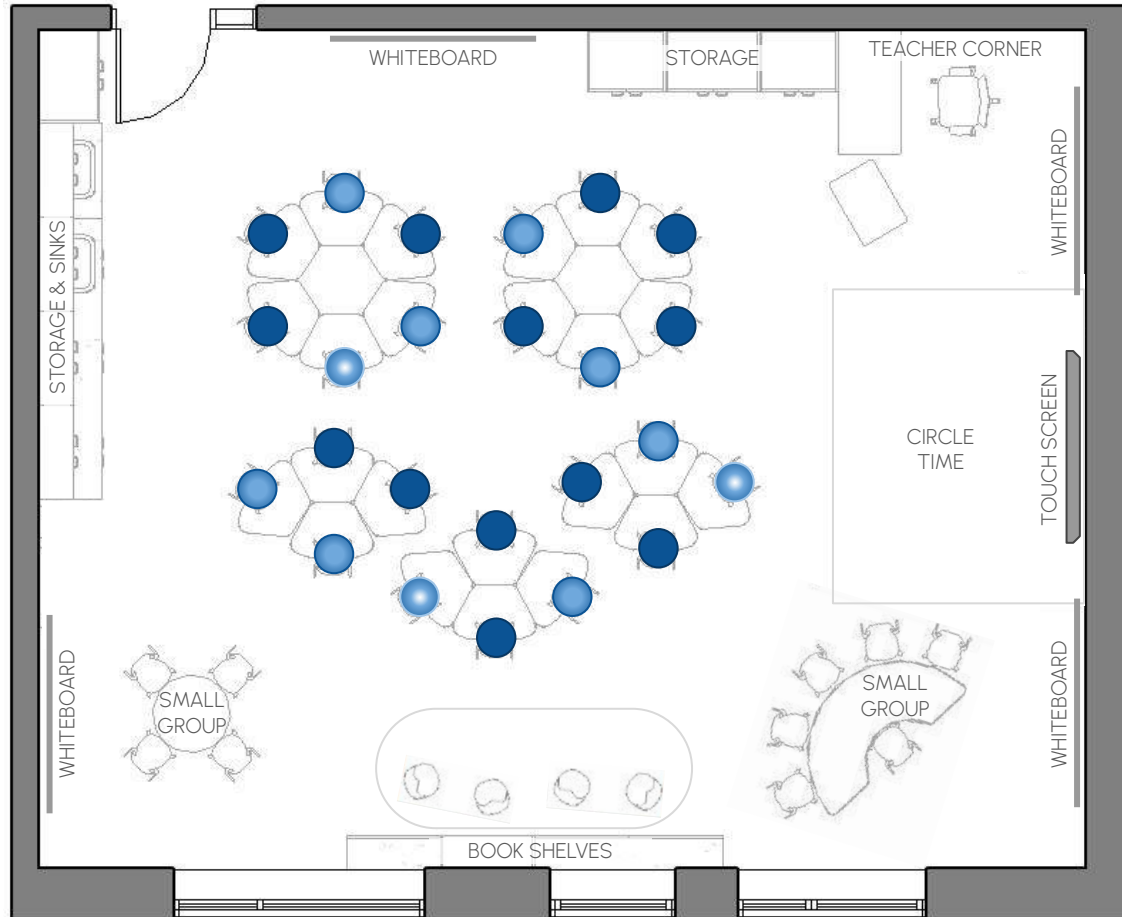 WHITEBOARD
STORAGE
TEACHER CORNER
WHITEBOARD
STORAGE & SINKS
CIRCLE
TIME
TOUCH SCREEN
WHITEBOARD
SMALL
GROUP
SMALL
GROUP
WHITEBOARD
BOOK SHELVES